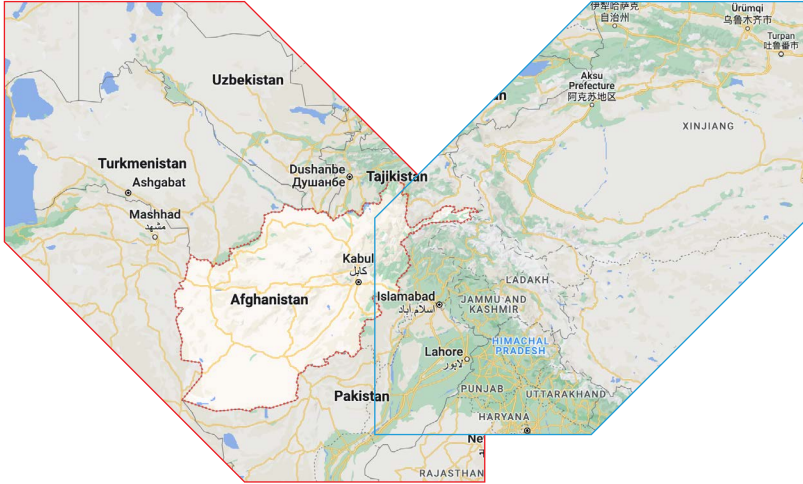 伊犁哈萨克
自治州
Ürümqi
乌鲁木齐市
Turpan
吐鲁番市
Uzbekistan
Aksu
Prefecture
阿克苏地区
XINJIANG
Turkmenistan
Ashgabat
Dushanbe
Душанбе
Tajikistan
Mashhad
مشهد
Kabul
کابل
Afghanistan
Islamabad
اسلام آباد
LADAKH
JAMMU AND
KASHMIR
HIMACHAL
PRADESH
Lahore
لاہور
PUNJAB
UTTARAKHAND
Pakistan
HARYANA
Ne
RAJASTHAN